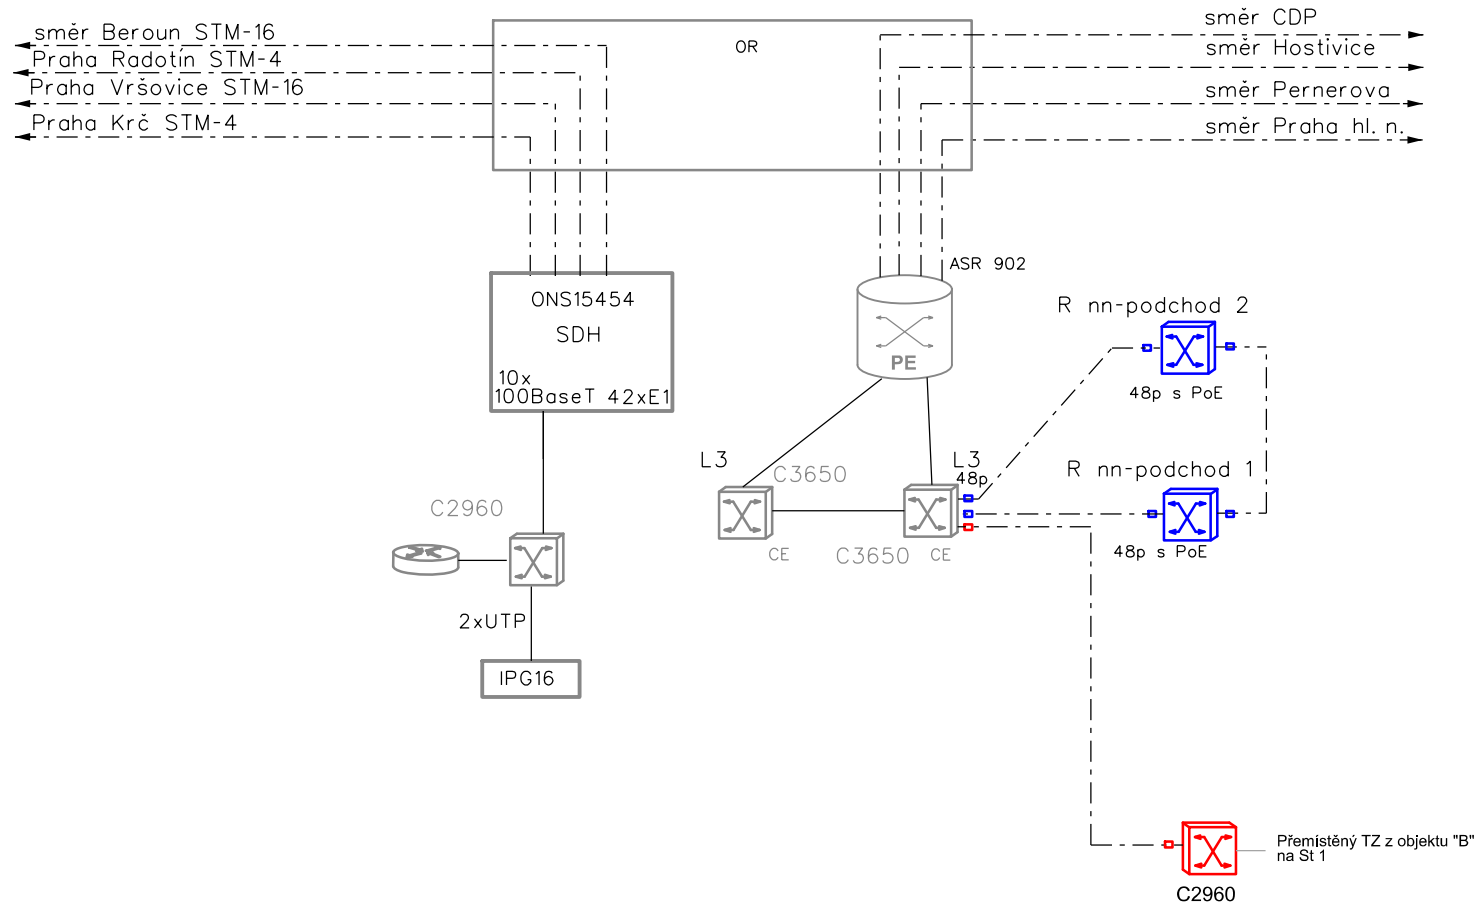 směr Beroun STM-16
Praha Radotín STM-4
Praha Vršovice STM-16
Praha Krč STM-4
OR
směr CDP
směr Hostivice
směr Pernerova
směr Praha hl. n.
ONS15454
SDH
10x
100BaseT 42xE1
ASR 902
PE
R nn-podchod 2
48p s PoE
L3
C3650
L3
48p
R nn-podchod 1
48p s PoE
CE
C3650
CE
C2960
2xUTP
IPG16
Přemístěný TZ z objektu "B"
na St 1
C2960